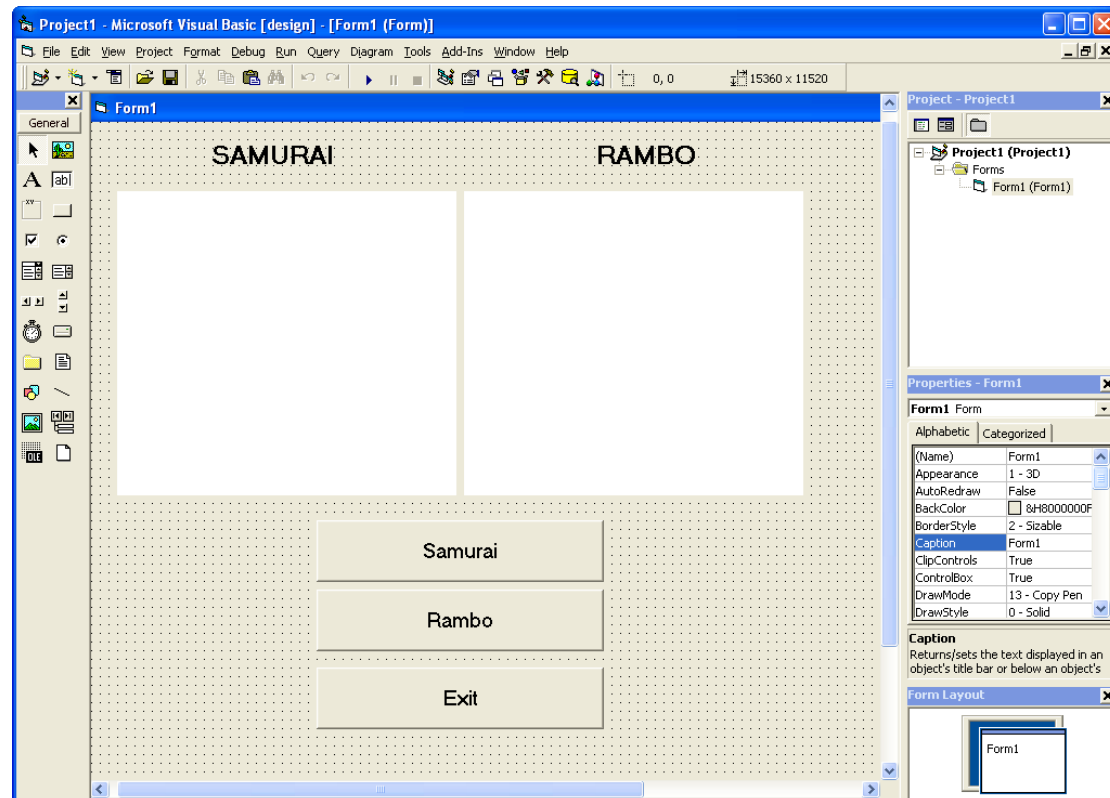 Project1 - Microsoft Visual Basic [design] - [Form1 (Form)]
File Edit View Project Format Debug Run Query Diagram Tools Add-Ins Window Help
0, 0 15360 x 11520
General
A ab|
XV
OLE
Form1
SAMURAI RAMBO
Samurai
Rambo
Exit
Project - Project1
Project1 (Project1)
Forms
Form1 (Form1)
Properties - Form1
Form1 Form
Alphabetic Categorized
(Name) Form1
Appearance 1 - 3D
AutoRedraw False
BackColor &H8000000F
BorderStyle 2 - Sizable
Caption Form1
ClipControls True
ControlBox True
DrawMode 13 - Copy Pen
DrawStyle 0 - Solid
Caption
Returns/sets the text displayed in an
object's title bar or below an object's
Form Layout
Form1